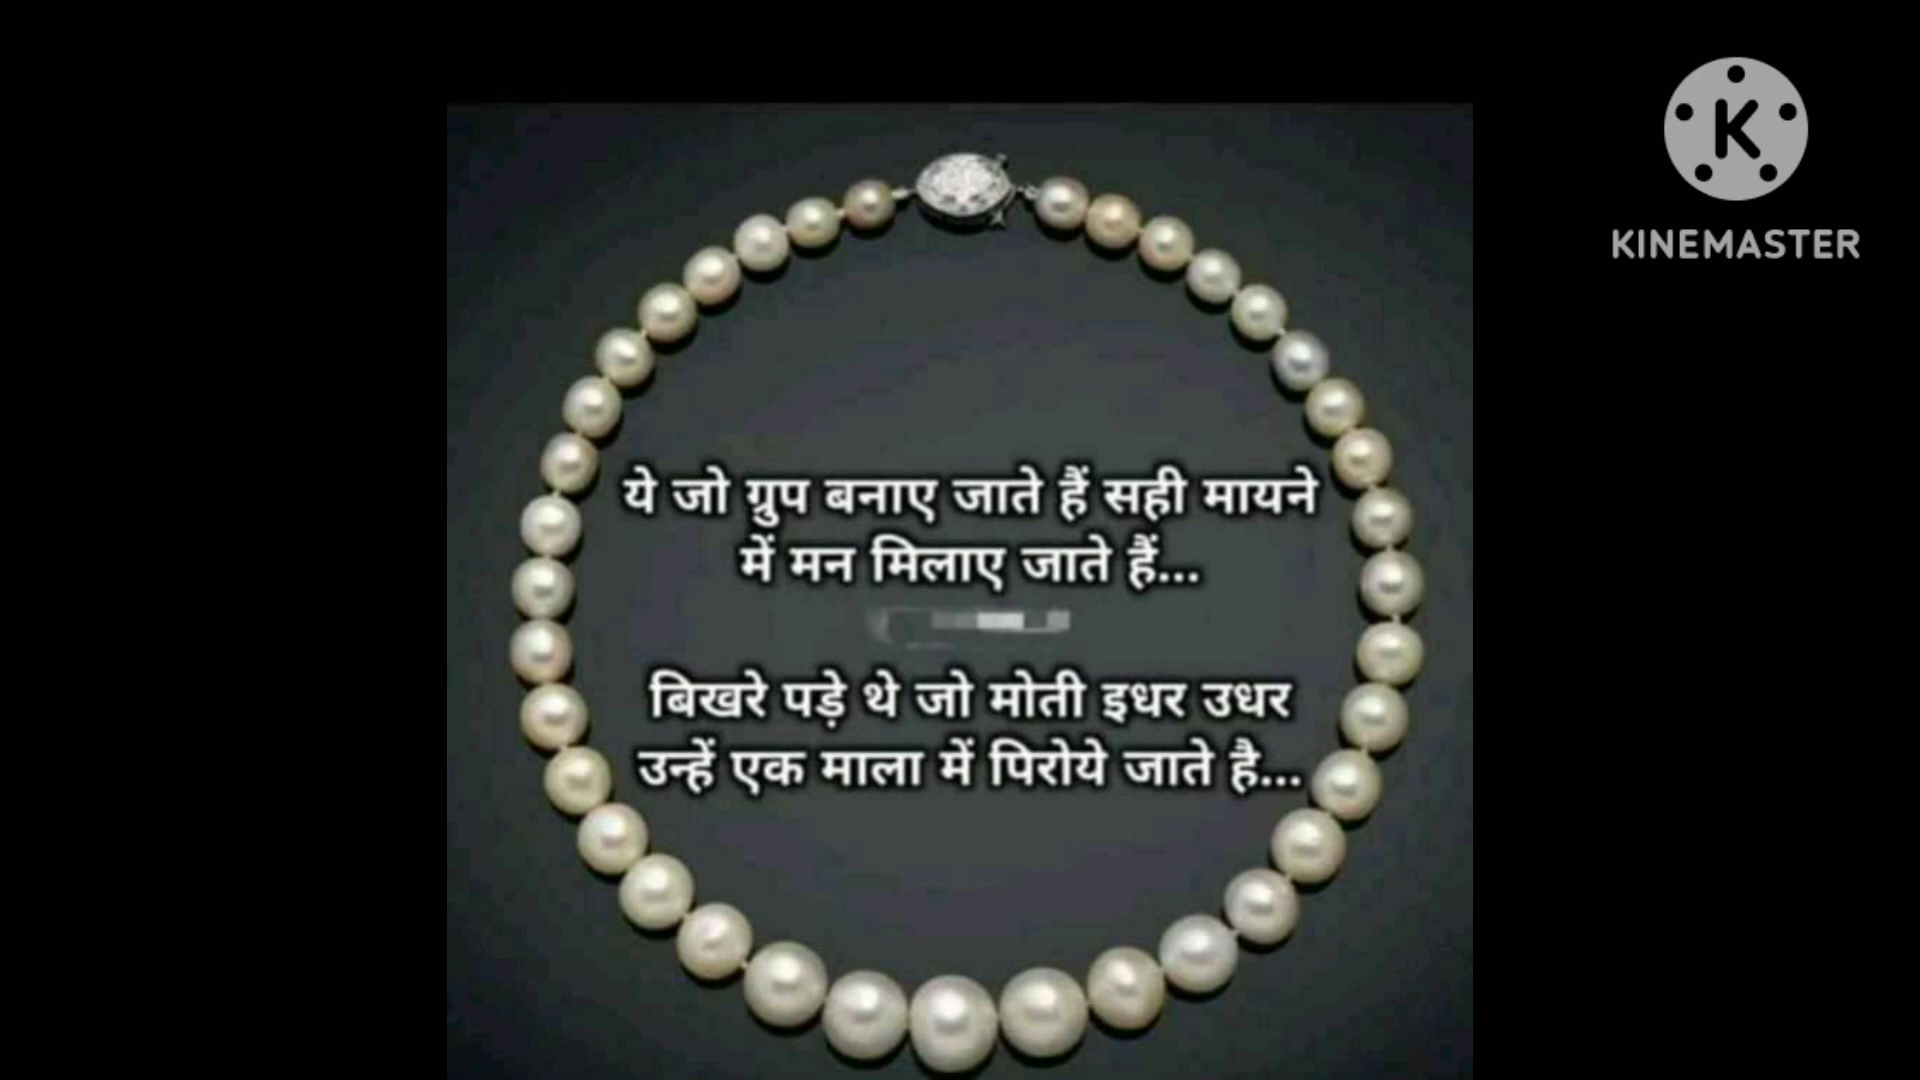 KINEMASTER
ये जो ग्रुप बनाए जाते हैं सही मायने
में मन मिलाए जाते हैं...
बिखरे पड़े थे जो मोती इधर उधर
उन्हें एक माला में पिरोये जाते है...